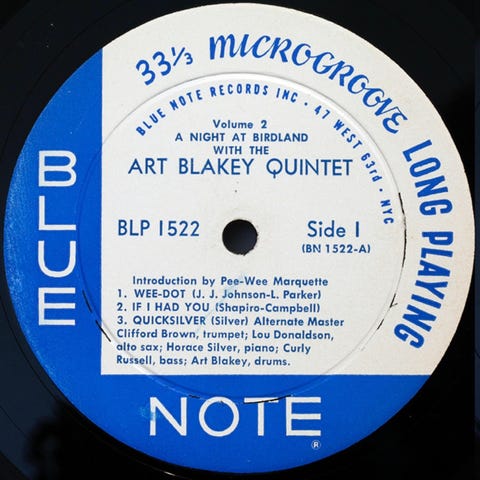 33⅓ MICROGROOVE LONG PLAYING
BLUE NOTE RECORDS INC • 47 WEST 63rd • NYC
Volume 2
A NIGHT AT BIRDLAND
WITH THE
ART BLAKEY QUINTET
BLP 1522
Side 1
(BN 1522-A)
Introduction by Pee-Wee Marquette
1. WEE-DOT (J. J. Johnson-L. Parker)
2. IF I HAD YOU (Shapiro-Campbell)
3. QUICKSILVER (Silver) Alternate Master
Clifford Brown, trumpet; Lou Donaldson,
alto sax; Horace Silver, piano; Curly
Russell, bass; Art Blakey, drums.
BLUE
NOTE
®